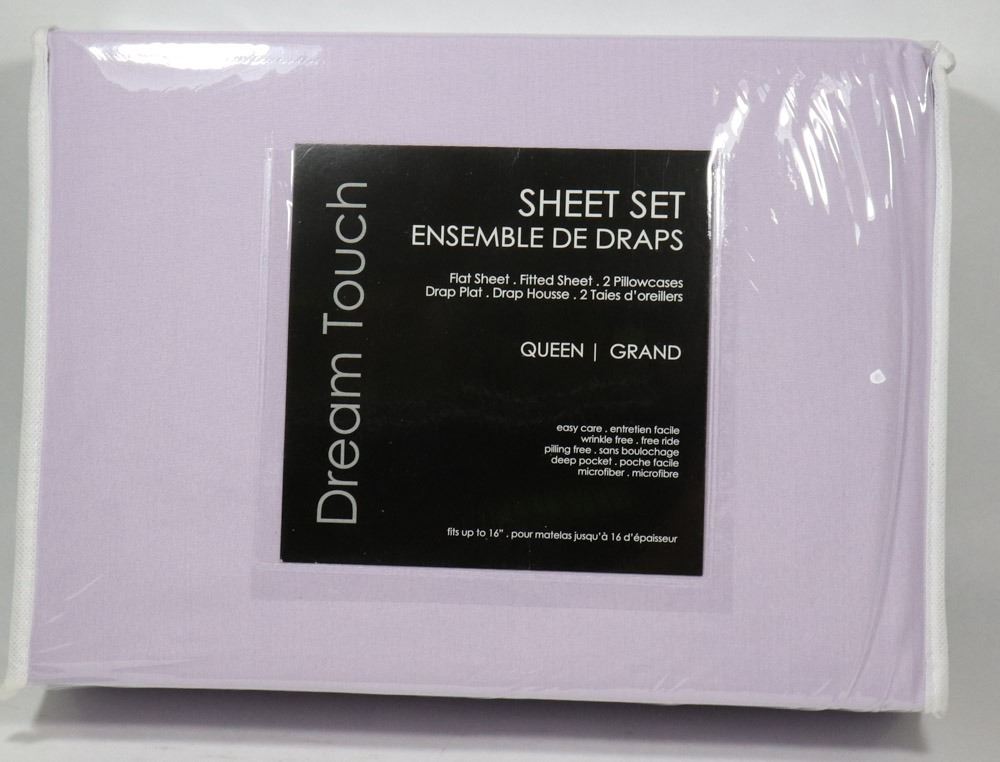 Dream Touch
SHEET SET
ENSEMBLE DE DRAPS
Flat Sheet . Fitted Sheet . 2 Pillowcases
Drap Plat . Drap Housse . 2 Taies d'oreillers
QUEEN | GRAND
easy care . entretien facile
wrinkle free . free ride
pilling free . sans boulochage
deep pocket . poche facile
microfiber . microfibre
fits up to 16" . pour matelas jusqu'à 16 d'épaisseur